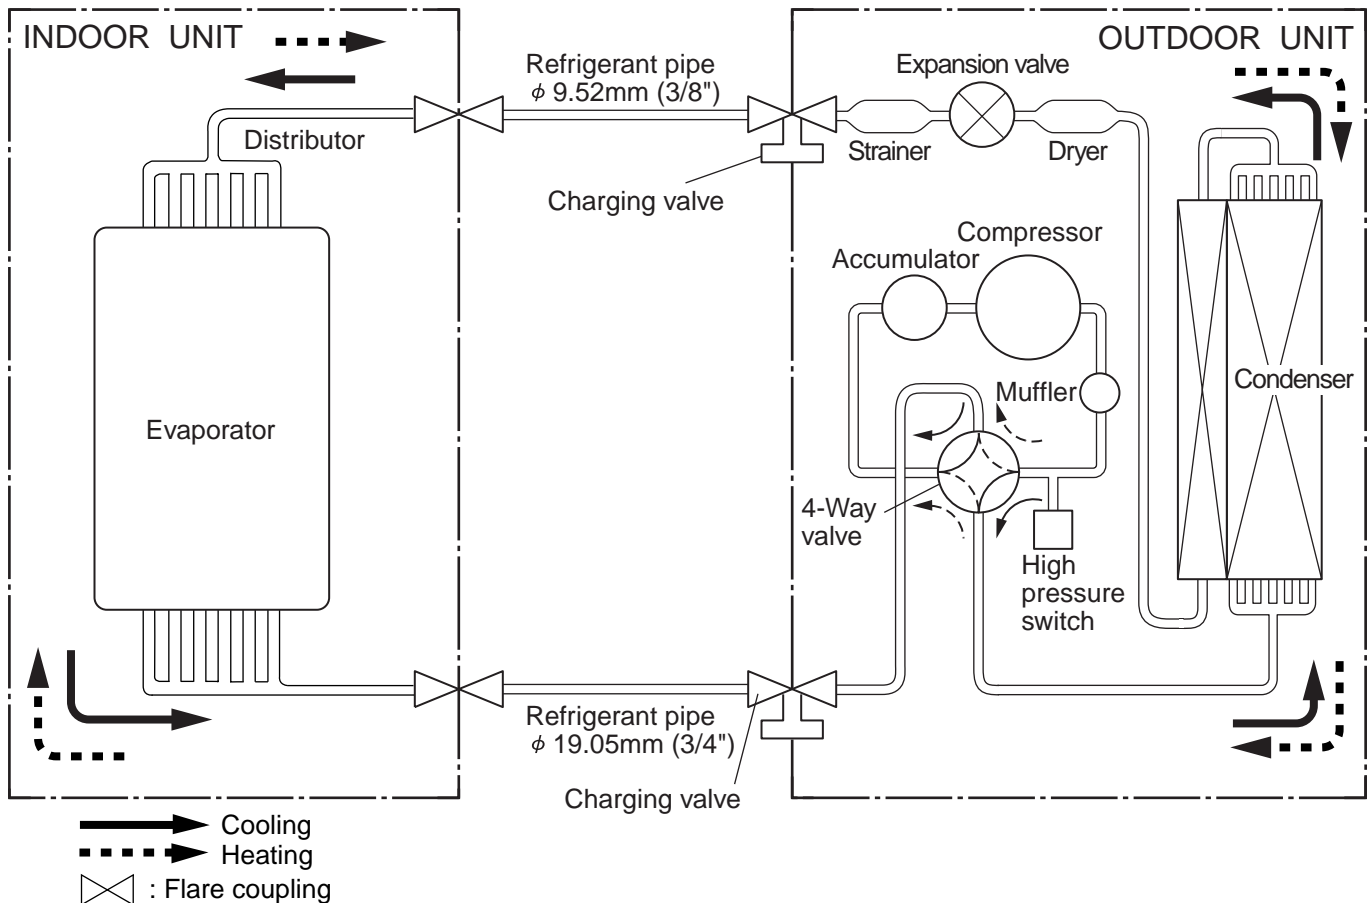 INDOOR UNIT
OUTDOOR UNIT
Refrigerant pipe
ϕ 9.52mm (3/8")
Expansion valve
Distributor
Strainer
Dryer
Charging valve
Compressor
Accumulator
Condenser
Muffler
Evaporator
4-Way
valve
High
pressure
switch
Refrigerant pipe
ϕ 19.05mm (3/4")
Charging valve
Cooling
Heating
: Flare coupling